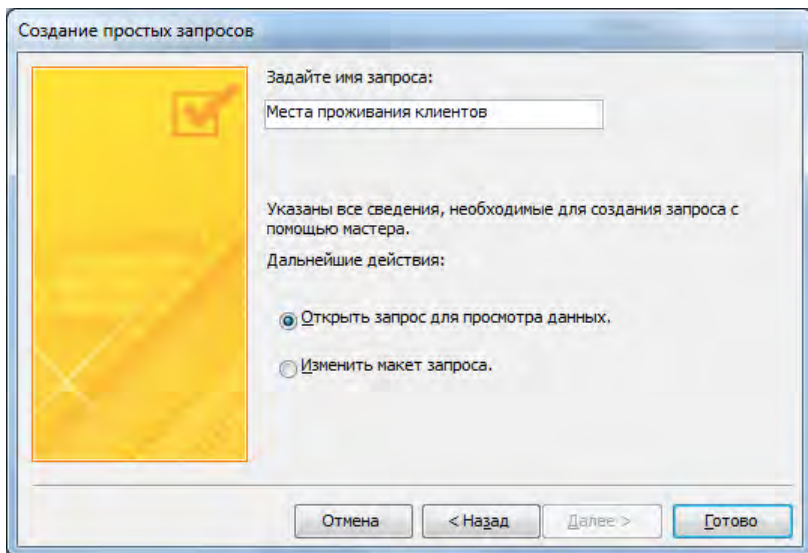 Создание простых запросов
Задайте имя запроса:
Места проживания клиентов
Указаны все сведения, необходимые для создания запроса с
помощью мастера.
Дальнейшие действия:
Открыть запрос для просмотра данных.
Изменить макет запроса.
Отмена
< Назад
Далее >
Готово